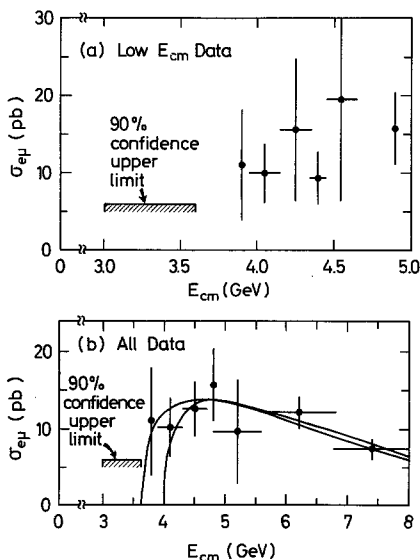 30
(a) Low Ecm Data
20
90%
confidence
upper
limit
10
σeμ (pb)
0
0 3.0 3.5 4.0 4.5 5.0
Ecm (GeV)
20
(b) All Data
90%
confidence
upper
limit
10
σeμ (pb)
0
0 3 4 5 6 7 8
Ecm (GeV)